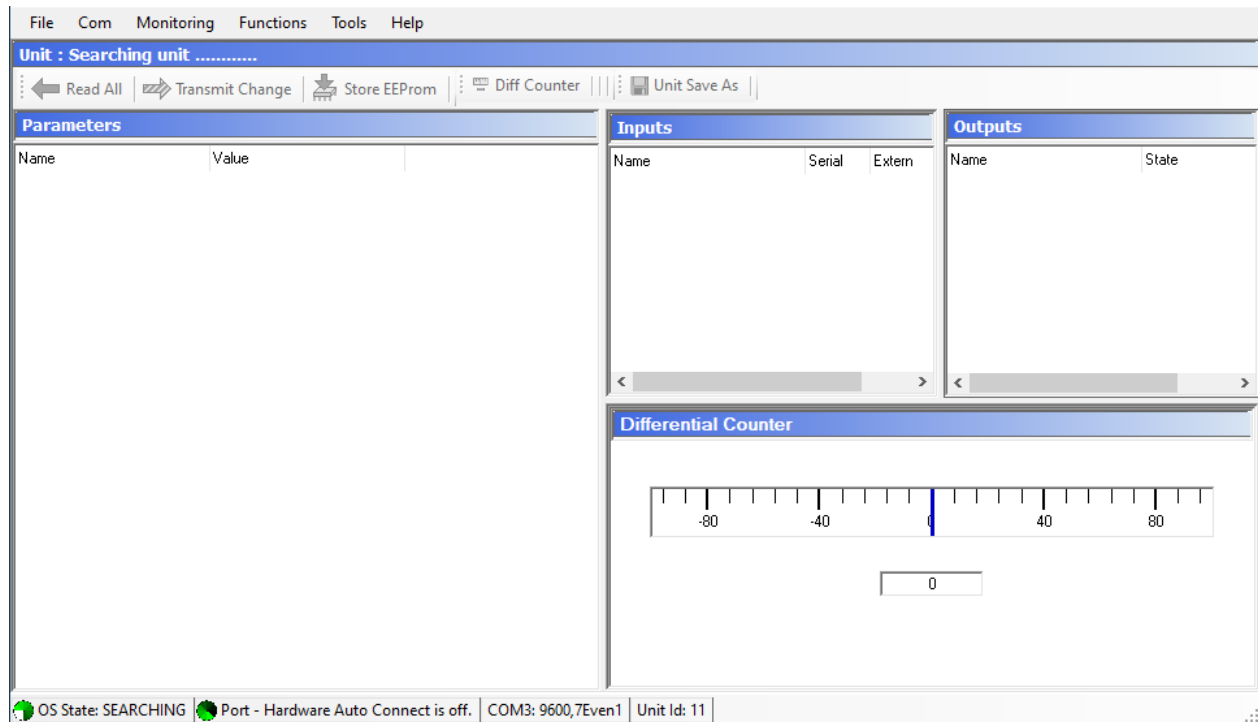 File Com Monitoring Functions Tools Help
Unit : Searching unit ............
Read All Transmit Change Store EEProm Diff Counter Unit Save As
Parameters
Name Value
Inputs
Name Serial Extern
Outputs
Name State
Differential Counter
-80 -40 0 40 80
0
OS State: SEARCHING Port - Hardware Auto Connect is off. COM3: 9600,7Even1 Unit Id: 11